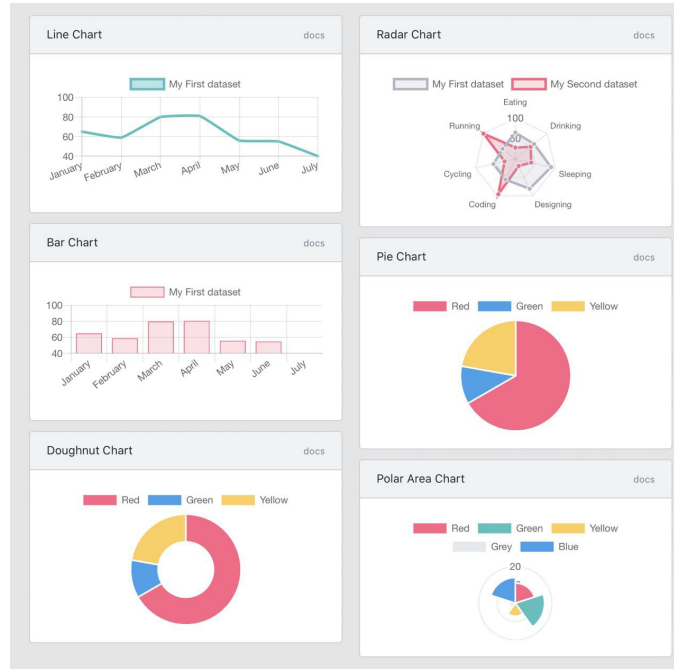 Line Chart docs
My First dataset
100
80
60
40
January February March April May June July
Bar Chart docs
My First dataset
100
80
60
40
January February March April May June July
Doughnut Chart docs
Red Green Yellow
Radar Chart docs
My First dataset My Second dataset
Eating
100
Running Drinking
50
Cycling Sleeping
Coding Designing
Pie Chart docs
Red Green Yellow
Polar Area Chart docs
Red Green Yellow
Grey Blue
20